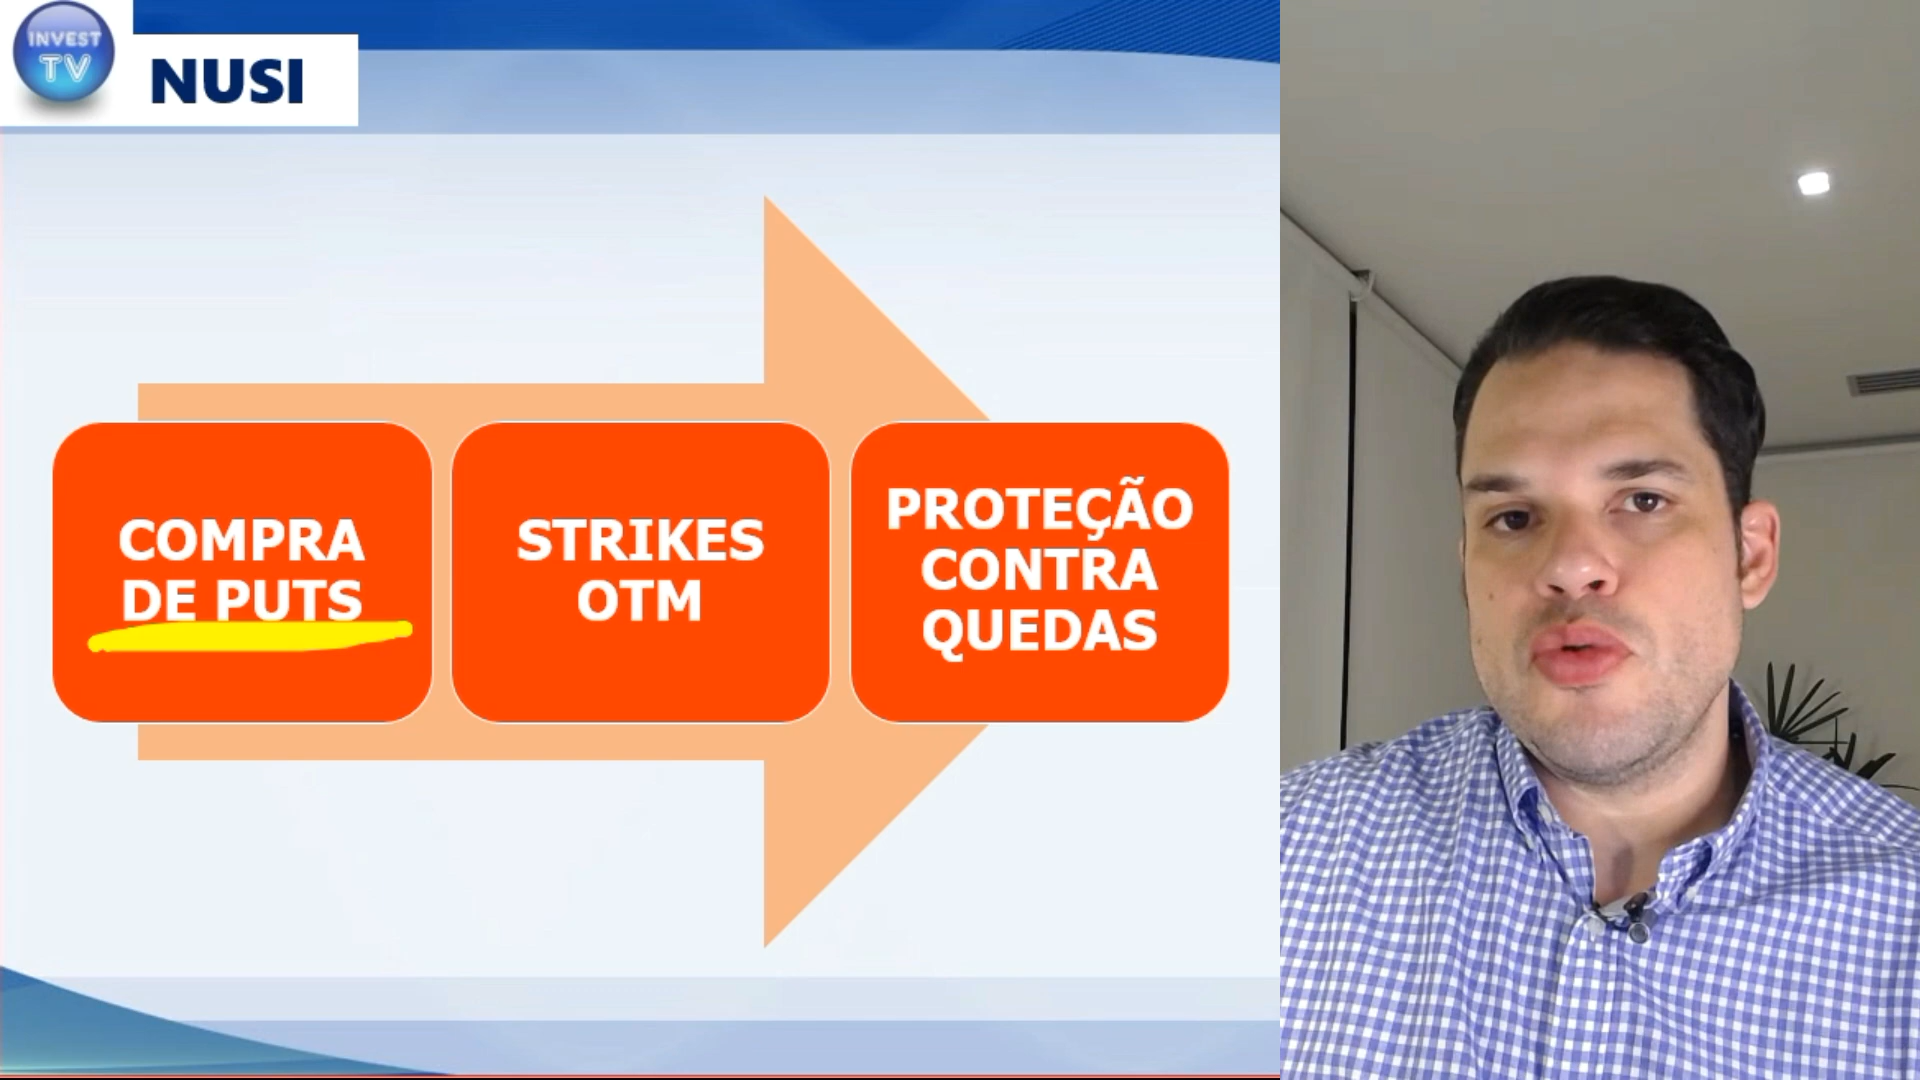 INVEST
TV
NUSI
COMPRA
DE PUTS
STRIKES
OTM
PROTEÇÃO
CONTRA
QUEDAS